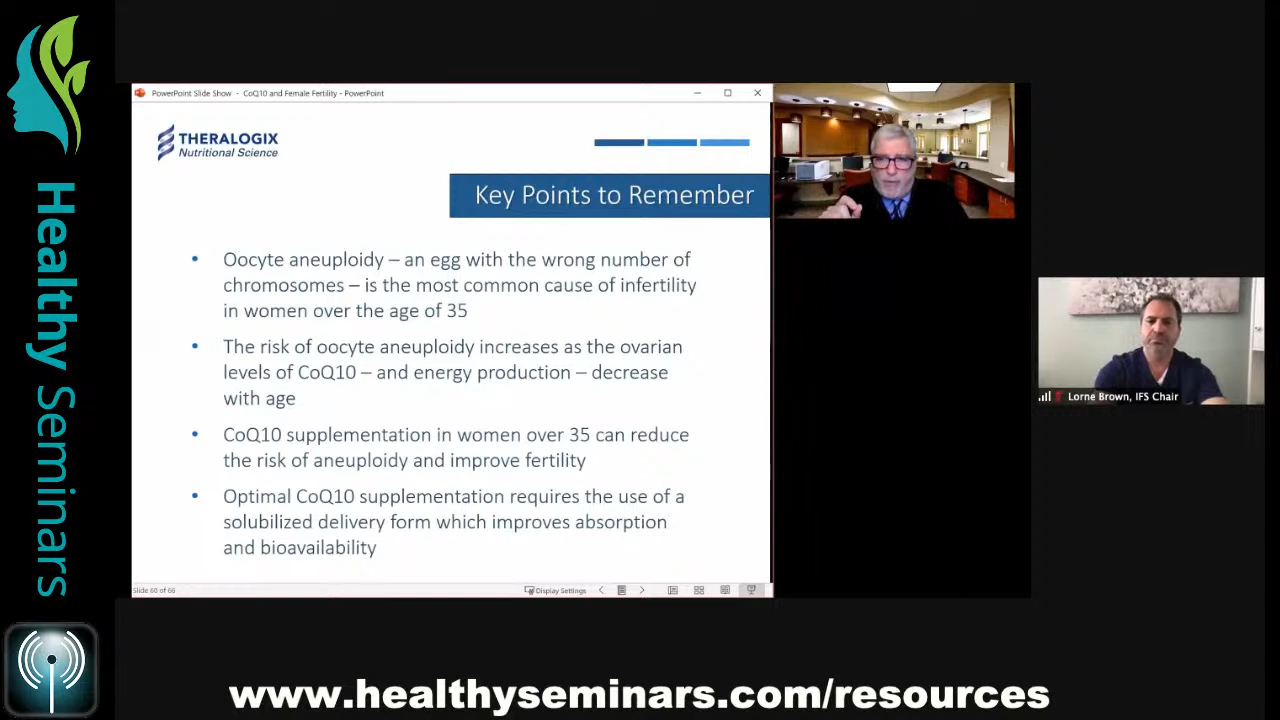 Healthy Seminars
PowerPoint Slide Show - CoQ10 and Female Fertility - PowerPoint
THERALOGIX
Nutritional Science
Key Points to Remember
• Oocyte aneuploidy – an egg with the wrong number of
chromosomes – is the most common cause of infertility
in women over the age of 35
• The risk of oocyte aneuploidy increases as the ovarian
levels of CoQ10 – and energy production – decrease
with age
• CoQ10 supplementation in women over 35 can reduce
the risk of aneuploidy and improve fertility
• Optimal CoQ10 supplementation requires the use of a
solubilized delivery form which improves absorption
and bioavailability
Slide 60 of 66
Display Settings
Lorne Brown, IFS Chair
www.healthyseminars.com/resources